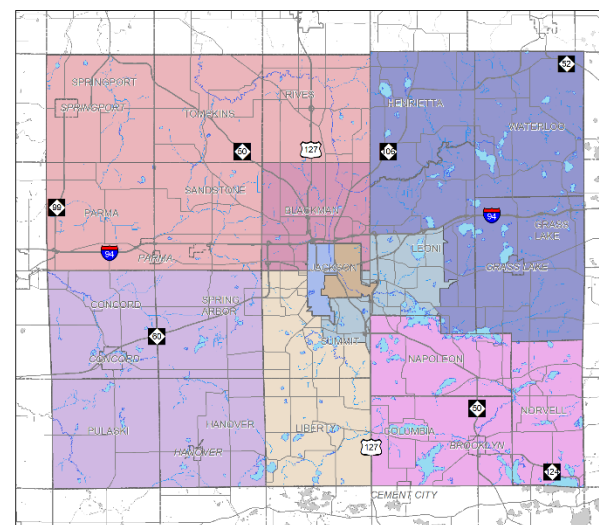 52
SPRINGPORT
SPRINGPORT
RIVES
HENRIETTA
TOMPKINS
WATERLOO
60
127
106
SANDSTONE
99
PARMA
BLACKMAN
94
GRASS
LAKE
94
PARMA
LEONI
JACKSON
GRASS LAKE
CONCORD
SPRING
ARBOR
60
SUMMIT
CONCORD
NAPOLEON
50
NORVELL
PULASKI
HANOVER
LIBERTY
COLUMBIA
HANOVER
127
BROOKLYN
124
CEMENT CITY